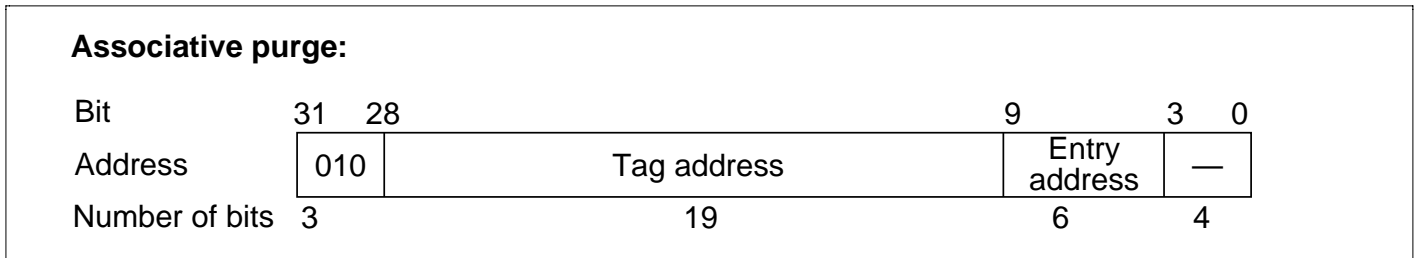 Associative purge:
Bit 31 28 9 3 0
Address 010 Tag address Entry address —
Number of bits 3 19 6 4